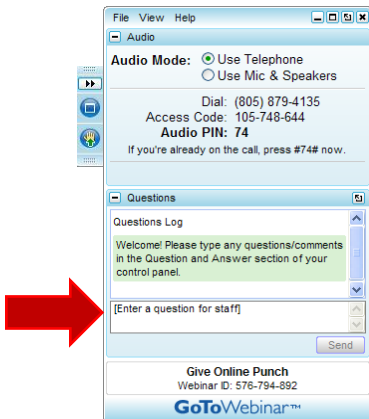 File View Help
Audio
Audio Mode: Use Telephone
Use Mic & Speakers
Dial: (805) 879-4135
Access Code: 105-748-644
Audio PIN: 74
If you're already on the call, press #74# now.
Questions
Questions Log
Welcome! Please type any questions/comments
in the Question and Answer section of your
control panel.
[Enter a question for staff]
Send
Give Online Punch
Webinar ID: 576-794-892
GoToWebinar™